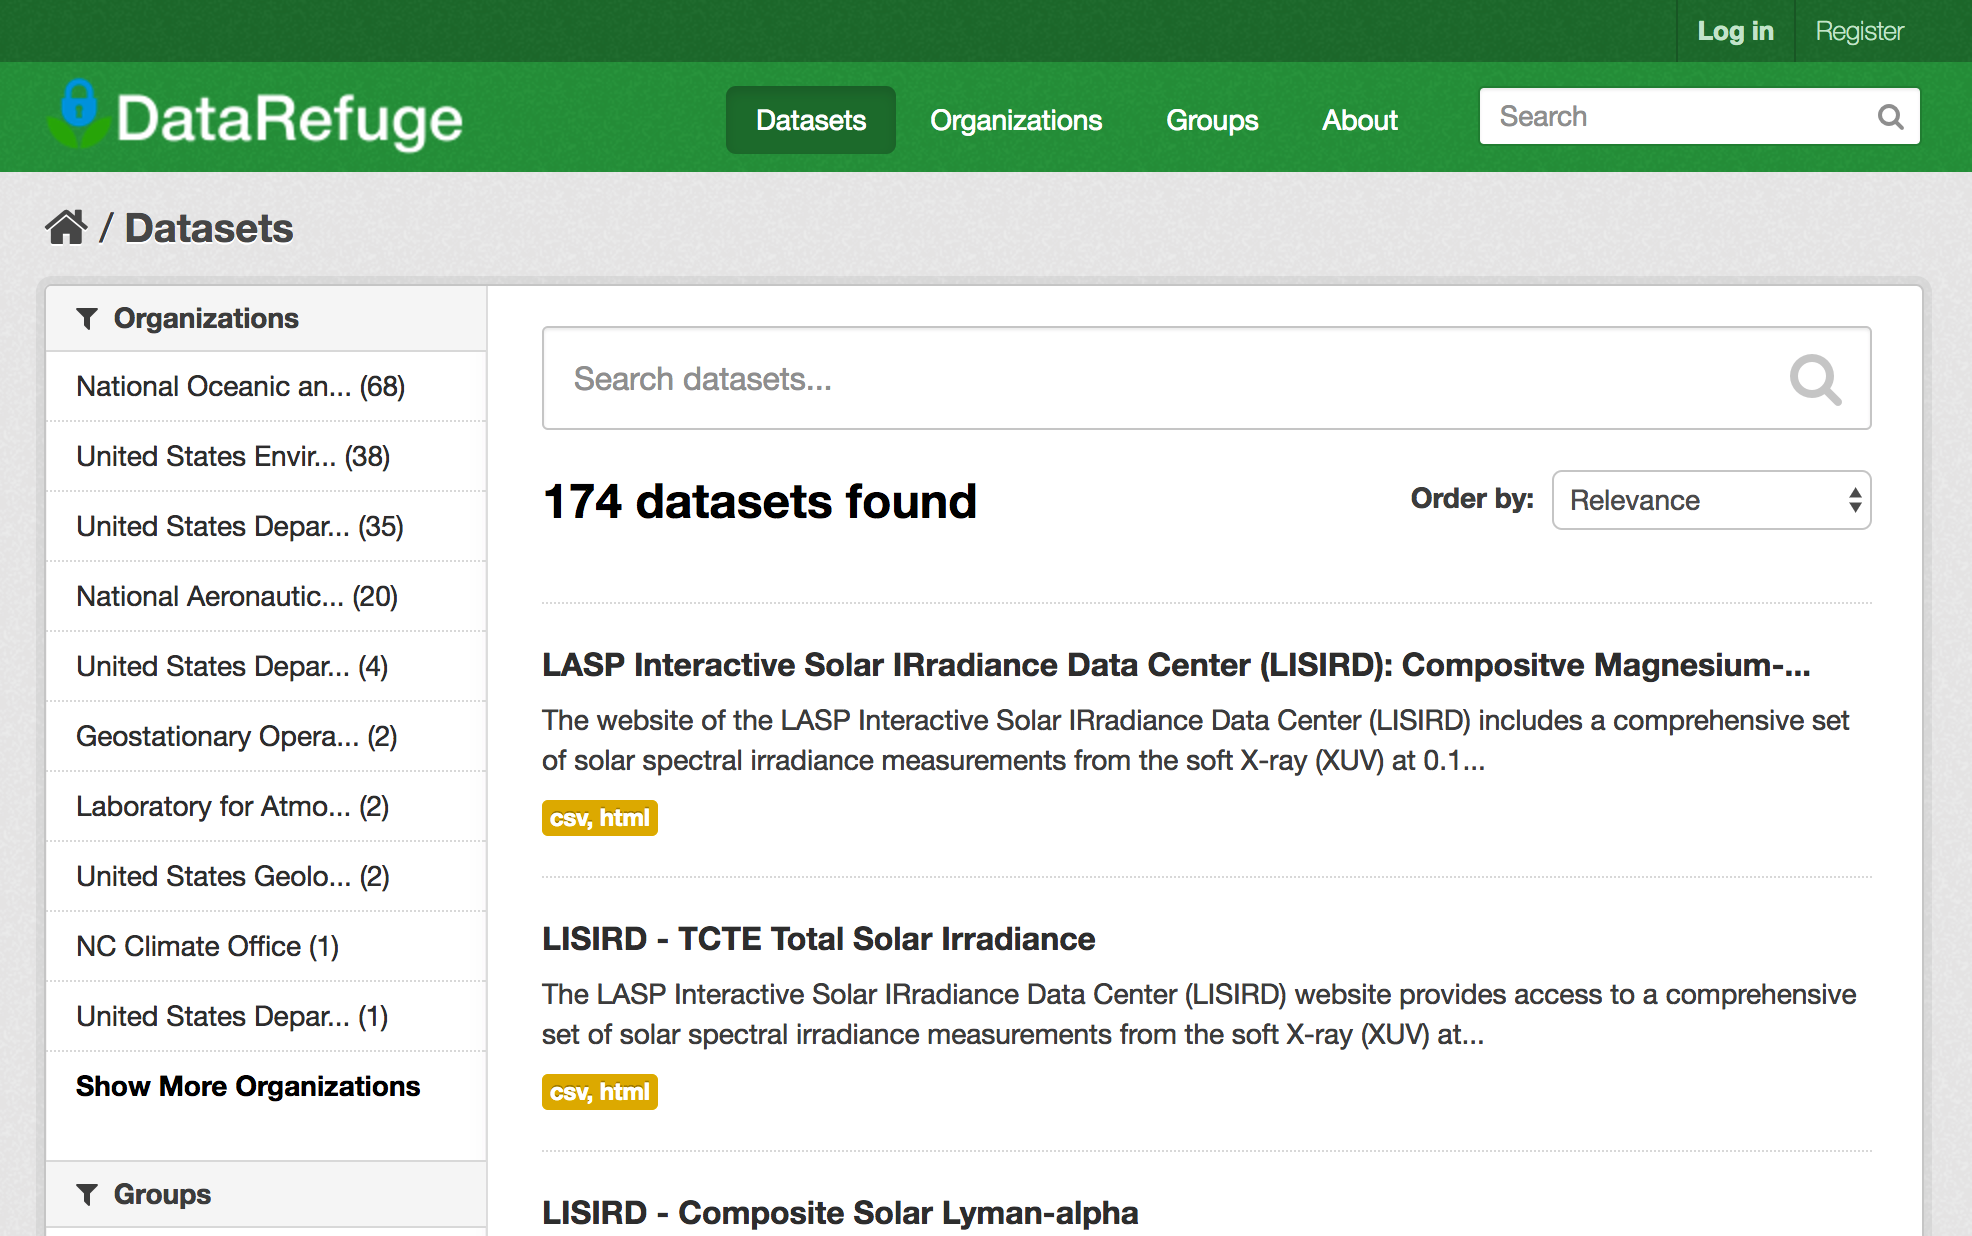 Log in
Register
DataRefuge
Datasets
Organizations
Groups
About
Search
/ Datasets
Organizations
National Oceanic an... (68)
United States Envir... (38)
United States Depar... (35)
National Aeronautic... (20)
United States Depar... (4)
Geostationary Opera... (2)
Laboratory for Atmo... (2)
United States Geolo... (2)
NC Climate Office (1)
United States Depar... (1)
Show More Organizations
Groups
Search datasets...
174 datasets found
Order by:
Relevance
LASP Interactive Solar IRradiance Data Center (LISIRD): Compositve Magnesium-...
The website of the LASP Interactive Solar IRradiance Data Center (LISIRD) includes a comprehensive set
of solar spectral irradiance measurements from the soft X-ray (XUV) at 0.1...
csv, html
LISIRD - TCTE Total Solar Irradiance
The LASP Interactive Solar IRradiance Data Center (LISIRD) website provides access to a comprehensive
set of solar spectral irradiance measurements from the soft X-ray (XUV) at...
csv, html
LISIRD - Composite Solar Lyman-alpha